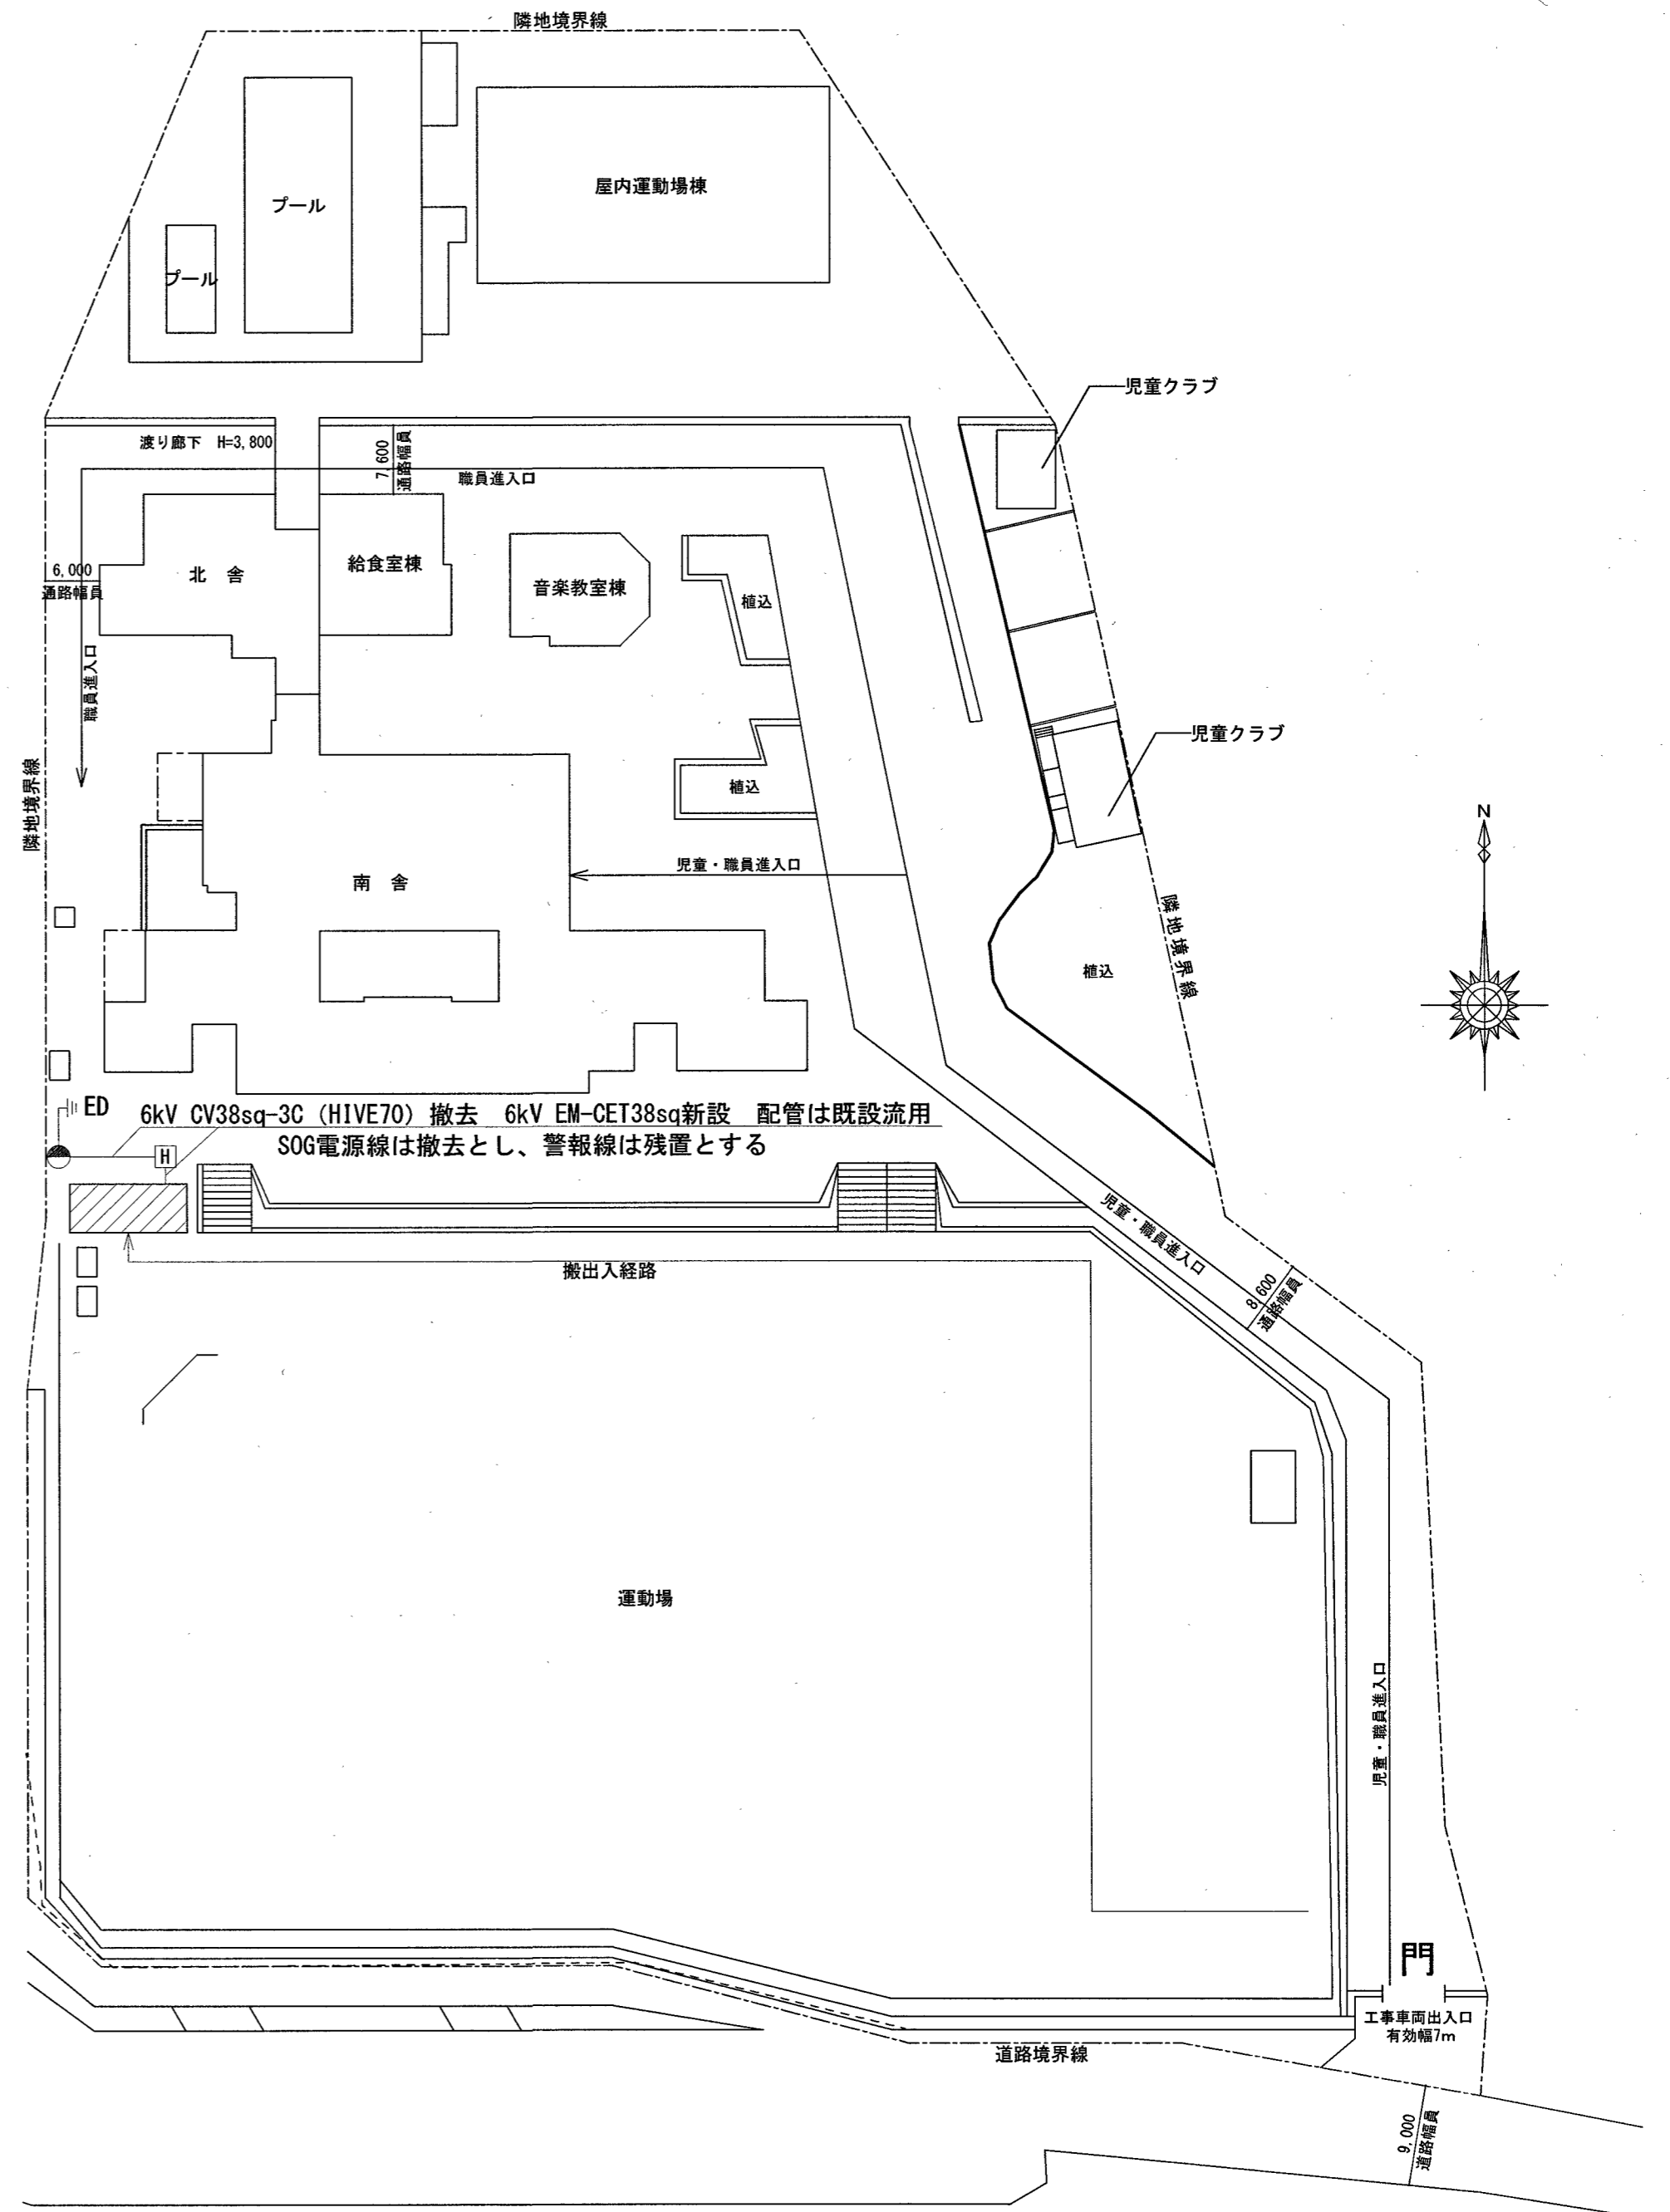 隣地境界線
プール
屋内運動場棟
プール
児童クラブ
渡り廊下 H=3,800
7,600
通路幅員
職員進入口
6,000
通路幅員
北 舎
給食室棟
音楽教室棟
植込
職員進入口
児童クラブ
隣地境界線
植込
N
児童・職員進入口
南 舎
隣地境界線
植込
ED
6kV CV38sq-3C (HIVE70) 撤去 6kV EM-CET38sq新設 配管は既設流用
SOG電源線は撤去とし、警報線は残置とする
H
児童・職員進入口
搬出入経路
8,600
通路幅員
運動場
児童・職員進入口
門
工事車両出入口
有効幅7m
道路境界線
9,000
道路幅員